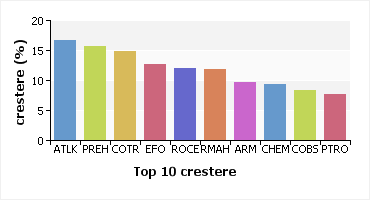 crestere (%)
20
15
10
5
0
ATLK PREH COTR EFO ROCE RMAH ARM CHEM COBS PTRO
Top 10 crestere